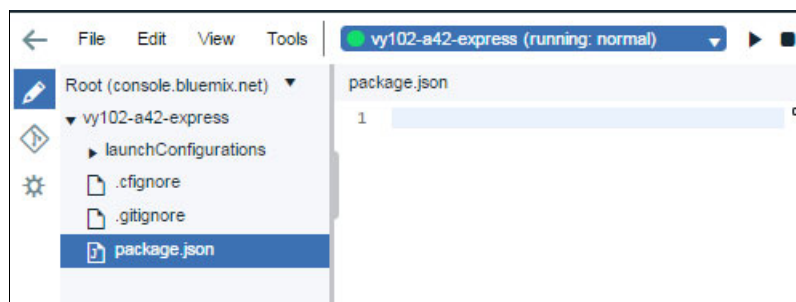 File Edit View Tools vy102-a42-express (running: normal)
Root (console.bluemix.net) package.json
vy102-a42-express 1
launchConfigurations
.cfignore
.gitignore
package.json